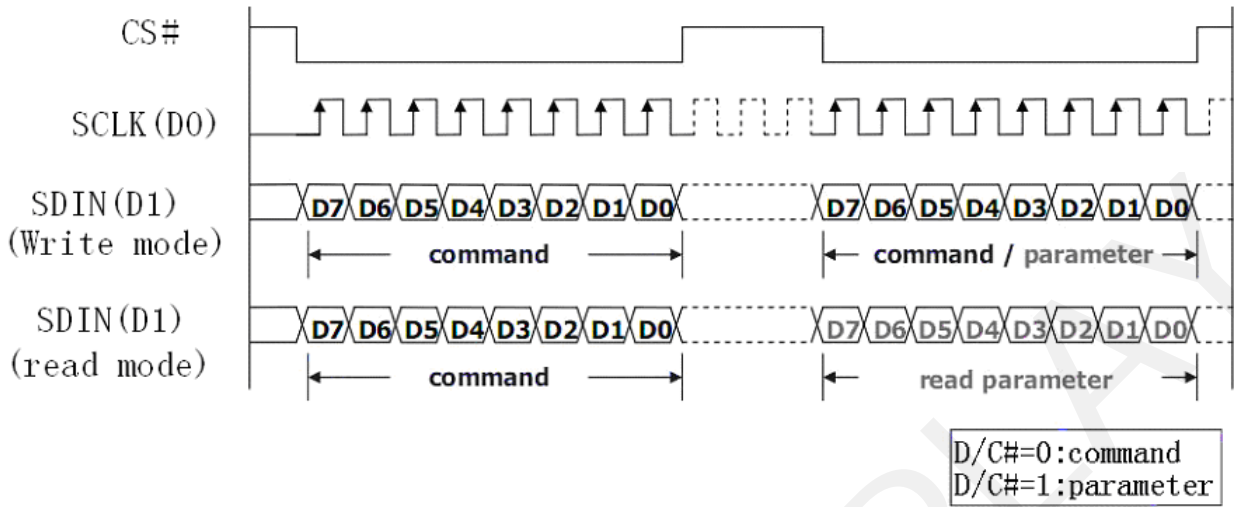 CS#
SCLK(D0)
SDIN(D1)
(Write mode)
D7 D6 D5 D4 D3 D2 D1 D0
D7 D6 D5 D4 D3 D2 D1 D0
command
command / parameter
SDIN(D1)
(read mode)
D7 D6 D5 D4 D3 D2 D1 D0
D7 D6 D5 D4 D3 D2 D1 D0
command
read parameter
D/C#=0:command
D/C#=1:parameter